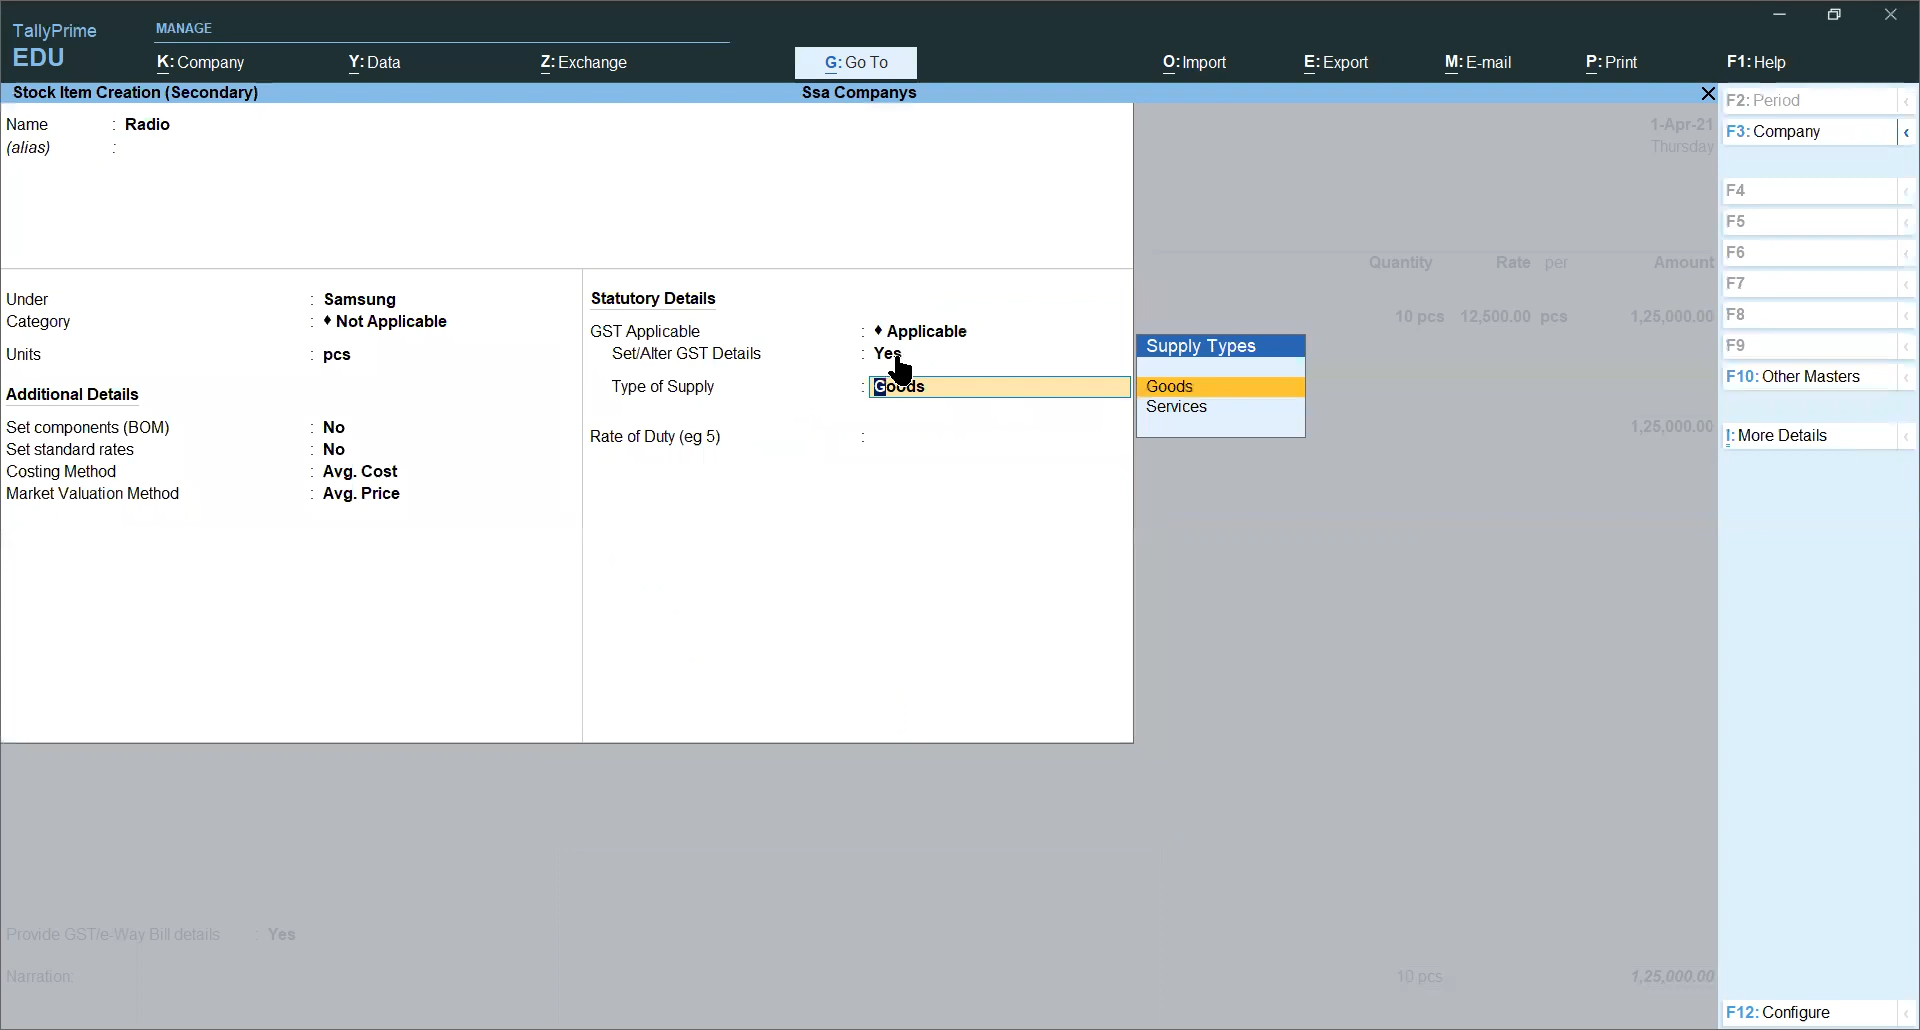 TallyPrime
EDU
MANAGE
K: Company
Y: Data
Z: Exchange
G: Go To
O: Import
E: Export
M: E-mail
P: Print
F1: Help
Stock Item Creation (Secondary)
Ssa Companys
Name : Radio
(alias) :
1-Apr-21
Thursday
Quantity Rate per Amount
10 pcs 12,500.00 pcs 1,25,000.00
1,25,000.00
Under : Samsung
Category : ♦ Not Applicable
Units : pcs
Additional Details
Set components (BOM) : No
Set standard rates : No
Costing Method : Avg. Cost
Market Valuation Method : Avg. Price
Statutory Details
GST Applicable : ♦ Applicable
Set/Alter GST Details : Yes
Type of Supply : Goods
Rate of Duty (eg 5) :
Supply Types
Goods
Services
Provide GST/e-Way Bill details : Yes
Narration:
10 pcs 1,25,000.00
F2: Period
F3: Company
F4
F5
F6
F7
F8
F9
F10: Other Masters
I: More Details
F12: Configure